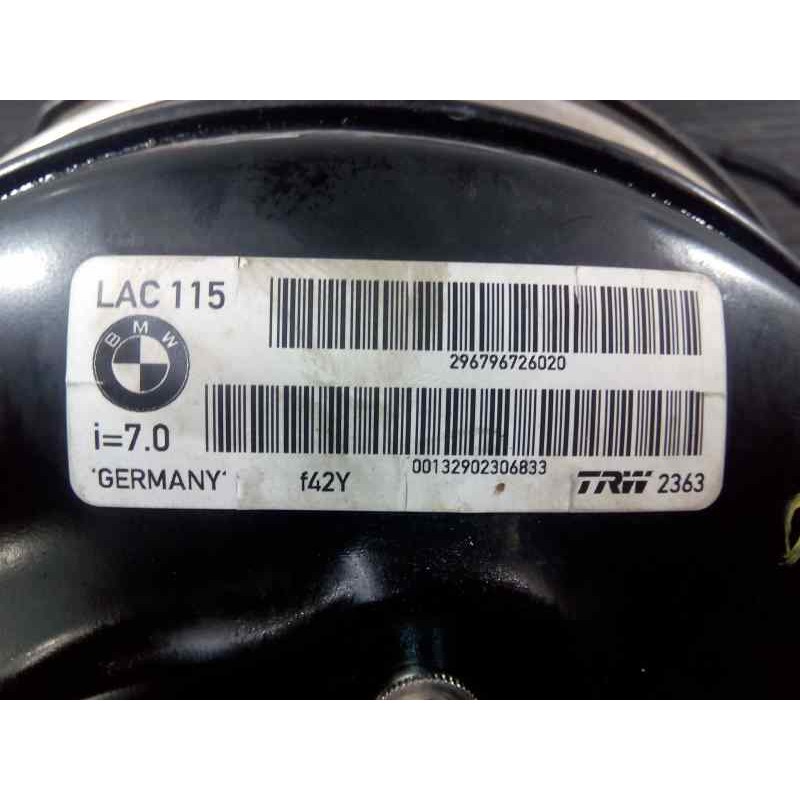 LAC 115
BMW
296796726020
i=7.0
00132902306833
"GERMANY"
f42Y
TRW 2363